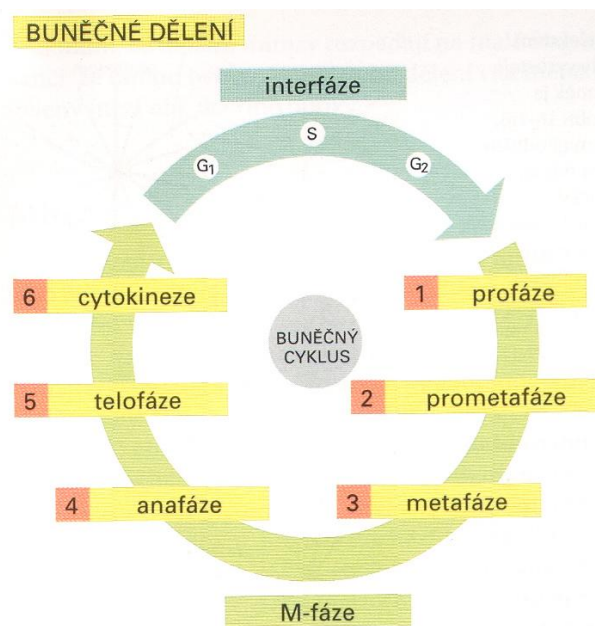 BUNĚČNÉ DĚLENÍ
interfáze
G1
S
G2
6 cytokineze
1 profáze
BUNĚČNÝ
CYKLUS
5 telofáze
2 prometafáze
4 anafáze
3 metafáze
M-fáze